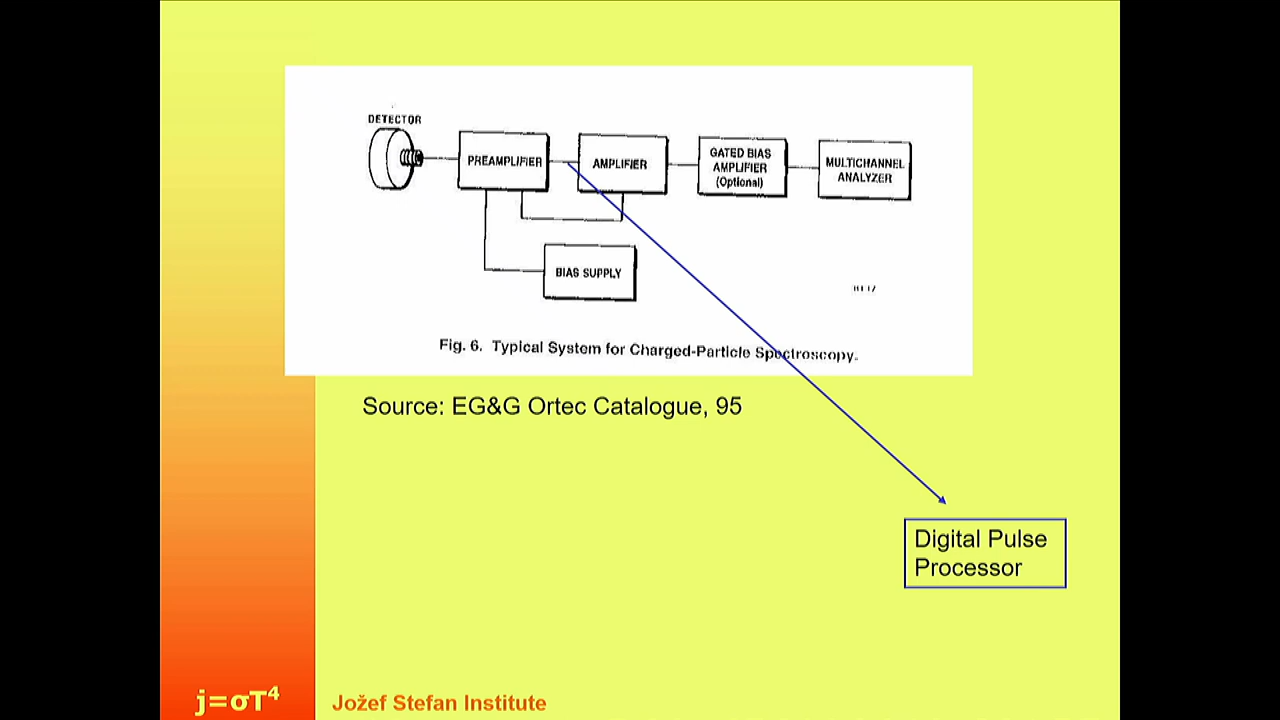 DETECTOR
PREAMPLIFIER
AMPLIFIER
GATED BIAS
AMPLIFIER
(Optional)
MULTICHANNEL
ANALYZER
BIAS SUPPLY
Fig. 6. Typical System for Charged-Particle Spectroscopy.
Source: EG&G Ortec Catalogue, 95
Digital Pulse
Processor
j=σT⁴
Jožef Stefan Institute